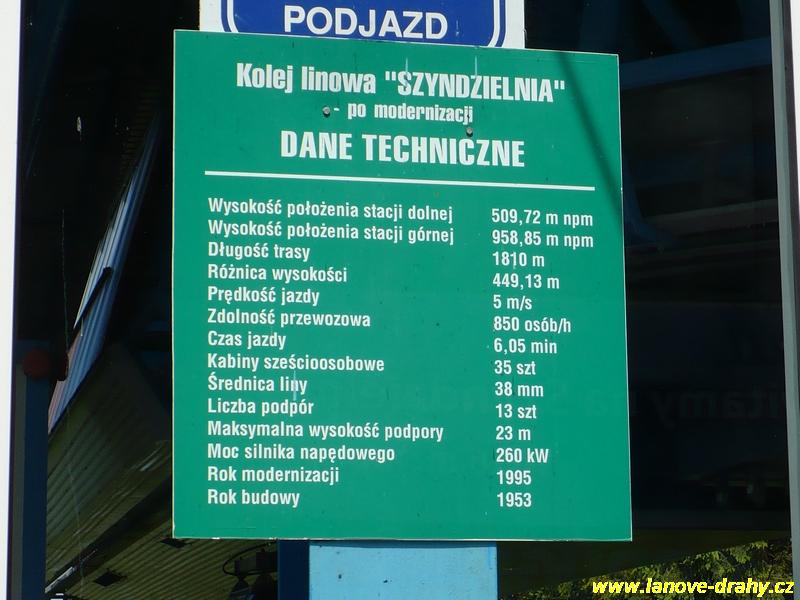 PODJAZD
Kolej linowa "SZYNDZIELNIA"
- po modernizacji
DANE TECHNICZNE
Wysokość położenia stacji dolnej 509,72 m npm
Wysokość położenia stacji górnej 958,85 m npm
Długość trasy 1810 m
Różnica wysokości 449,13 m
Prędkość jazdy 5 m/s
Zdolność przewozowa 850 osób/h
Czas jazdy 6,05 min
Kabiny sześcioosobowe 35 szt
Średnica liny 38 mm
Liczba podpór 13 szt
Maksymalna wysokość podpory 23 m
Moc silnika napędowego 260 kW
Rok modernizacji 1995
Rok budowy 1953
www.lanove-drahy.cz